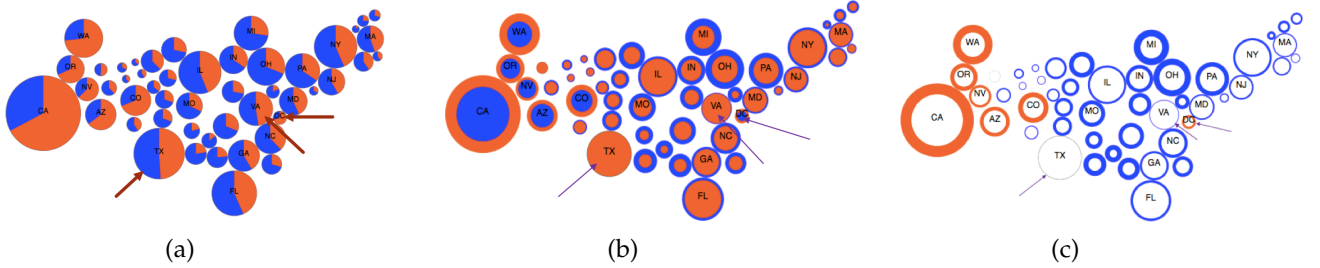 WA
MI
NY
MA
OR
IL
IN
OH
PA
NJ
NV
CA
AZ
CO
MO
VA
MD
DC
NC
TX
GA
FL
(a)
WA
MI
NY
MA
OR
IL
IN
OH
PA
NJ
NV
CA
AZ
CO
MO
VA
MD
DC
NC
TX
GA
FL
(b)
WA
MI
NY
MA
OR
IL
IN
OH
PA
NJ
NV
CA
AZ
CO
MO
VA
MD
DC
NC
TX
GA
FL
(c)